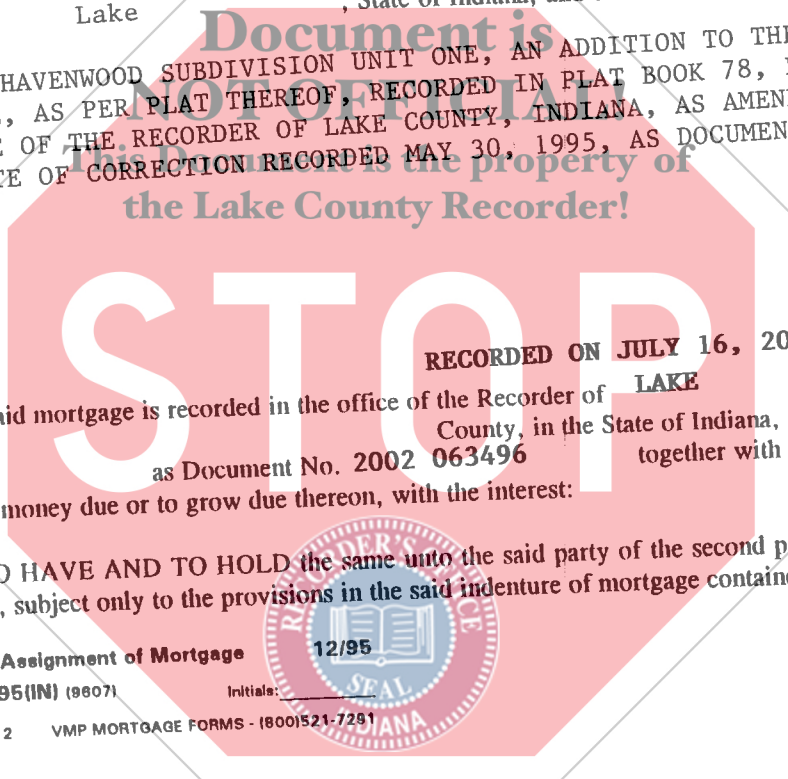 Lake , State of Indiana,
Document is
HAVENWOOD SUBDIVISION UNIT ONE, AN ADDITION TO THE
NOT OFFICIAL
, AS PER PLAT THEREOF, RECORDED IN PLAT BOOK 78,
OF THE RECORDER OF LAKE COUNTY, INDIANA, AS AMEN
This Document is the property of
TE OF CORRECTION RECORDED MAY 30, 1995, AS DOCUMEN
the Lake County Recorder!
STOP
RECORDED ON JULY 16, 20
aid mortgage is recorded in the office of the Recorder of LAKE
County, in the State of Indiana,
as Document No. 2002 063496 together with
money due or to grow due thereon, with the interest:
O HAVE AND TO HOLD the same unto the said party of the second p
, subject only to the provisions in the said indenture of mortgage containe
RECORDER'S OFFICE
SEAL
INDIANA
Assignment of Mortgage 12/95
95(IN) (9607) Initials:
2 VMP MORTGAGE FORMS - (800)521-7291